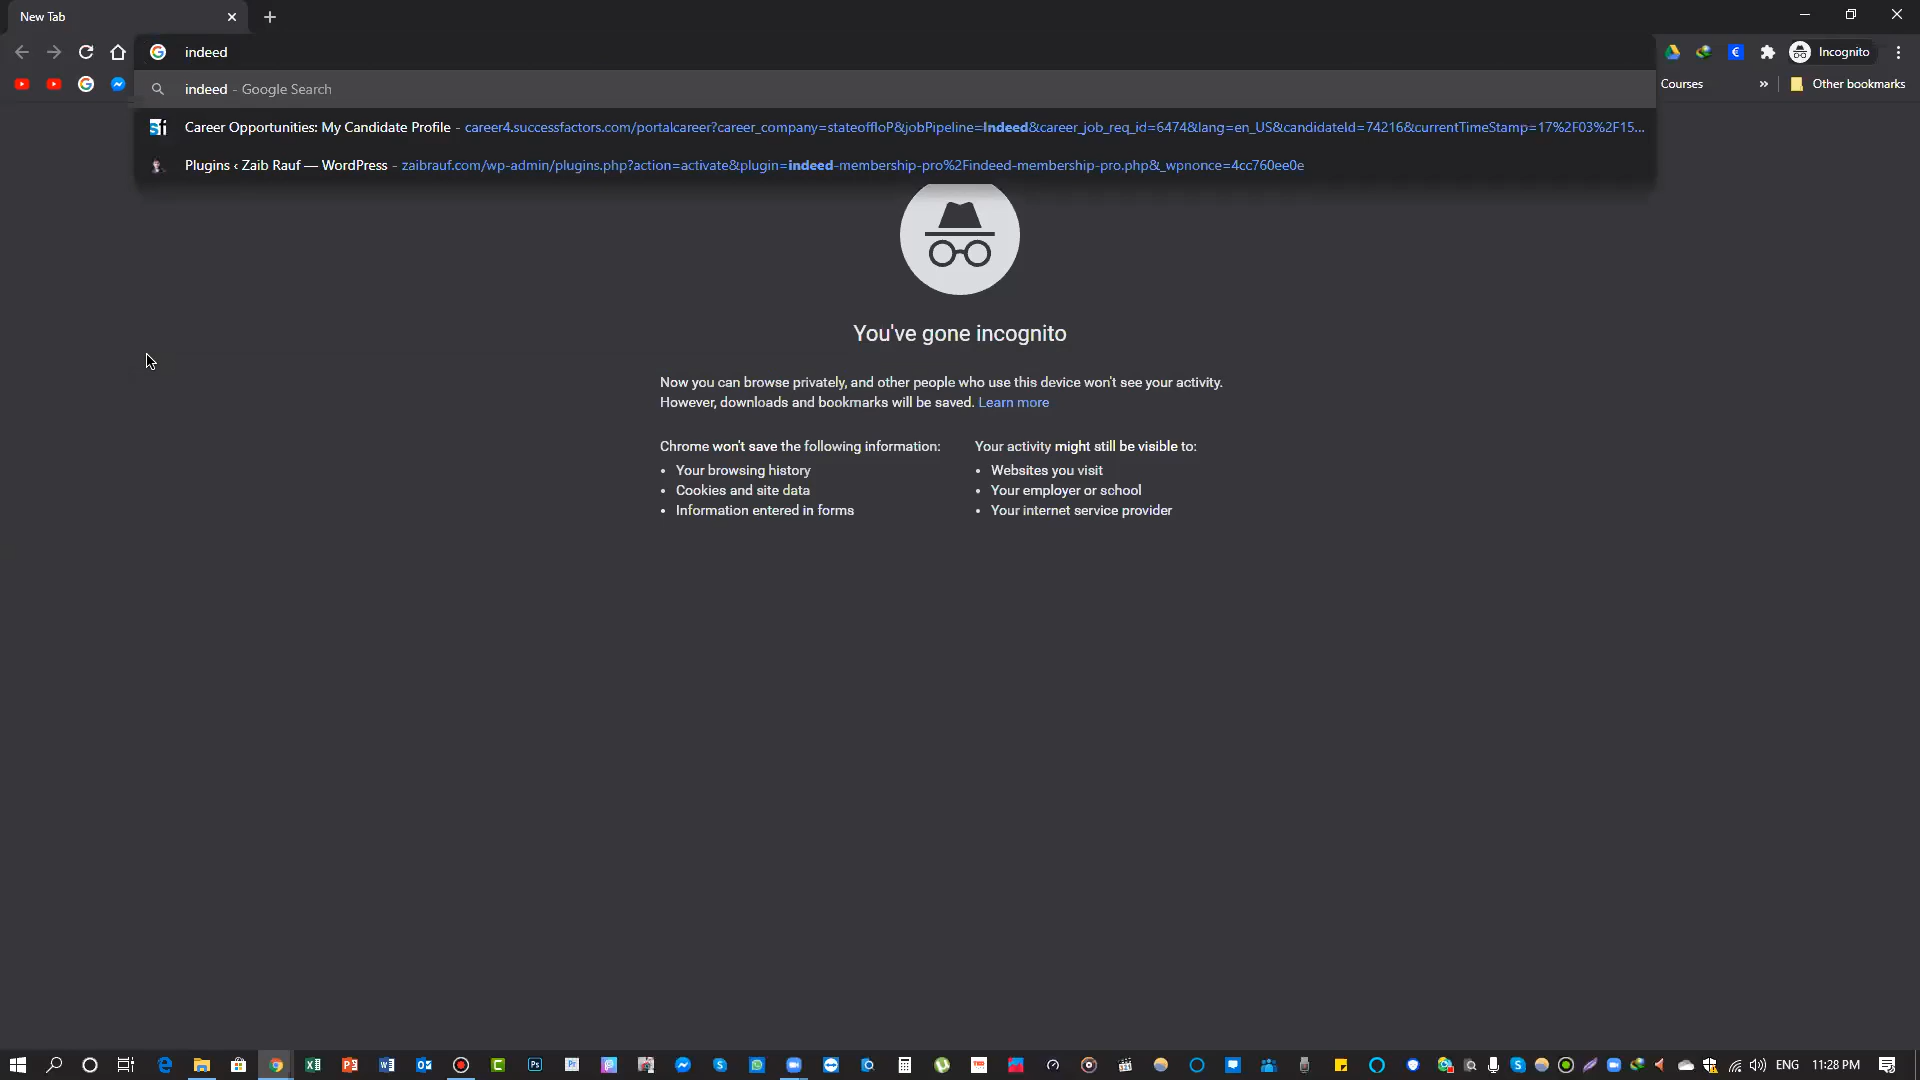 New Tab
indeed
Incognito
indeed - Google Search
Courses
Other bookmarks
Career Opportunities: My Candidate Profile - career4.successfactors.com/portalcareer?career_company=stateoffloP&jobPipeline=Indeed&career_job_req_id=6474&lang=en_US&candidateId=74216&currentTimeStamp=17%2F03%2F15...
Plugins ‹ Zaib Rauf — WordPress - zaibrauf.com/wp-admin/plugins.php?action=activate&plugin=indeed-membership-pro%2Findeed-membership-pro.php&_wpnonce=4cc760ee0e
You've gone incognito
Now you can browse privately, and other people who use this device won't see your activity.
However, downloads and bookmarks will be saved. Learn more
Chrome won't save the following information:
• Your browsing history
• Cookies and site data
• Information entered in forms
Your activity might still be visible to:
• Websites you visit
• Your employer or school
• Your internet service provider
ENG
11:28 PM